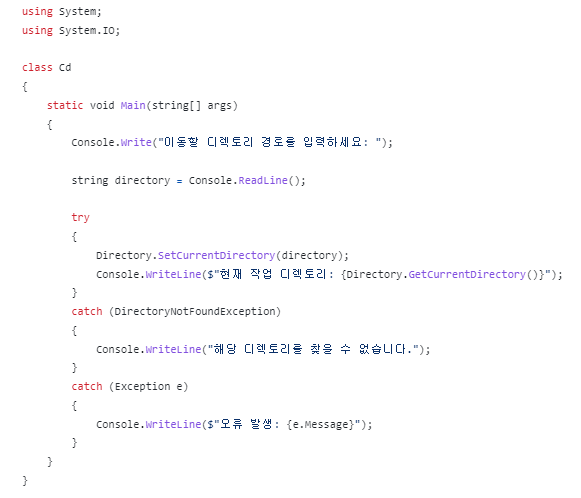 using System;
using System.IO;

class Cd
{
    static void Main(string[] args)
    {
        Console.Write("이동할 디렉토리 경로를 입력하세요: ");

        string directory = Console.ReadLine();

        try
        {
            Directory.SetCurrentDirectory(directory);
            Console.WriteLine($"현재 작업 디렉토리: {Directory.GetCurrentDirectory()}");
        }
        catch (DirectoryNotFoundException)
        {
            Console.WriteLine("해당 디렉토리를 찾을 수 없습니다.");
        }
        catch (Exception e)
        {
            Console.WriteLine($"오류 발생: {e.Message}");
        }
    }
}